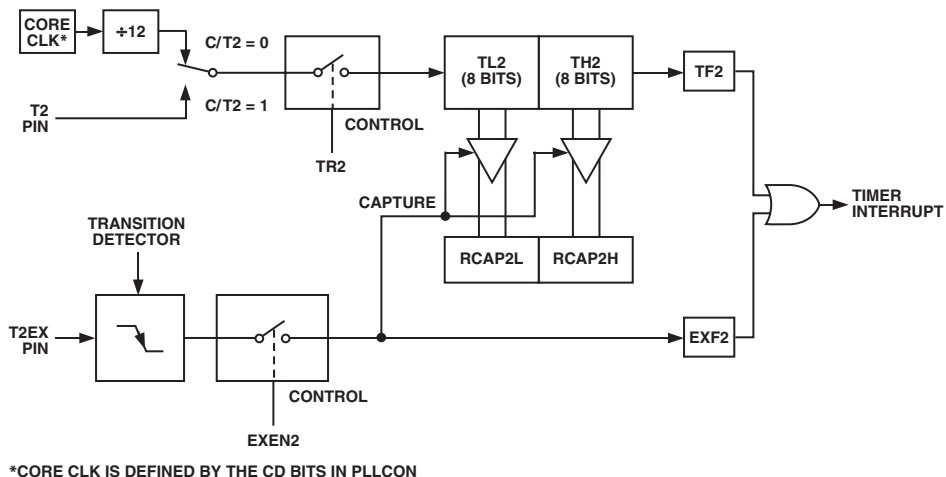 CORE
CLK*
÷12
C/T2 = 0
T2
PIN
C/T2 = 1
CONTROL
TR2
TL2
(8 BITS)
TH2
(8 BITS)
TF2
CAPTURE
TIMER
INTERRUPT
RCAP2L
RCAP2H
TRANSITION
DETECTOR
T2EX
PIN
CONTROL
EXEN2
EXF2
*CORE CLK IS DEFINED BY THE CD BITS IN PLLCON